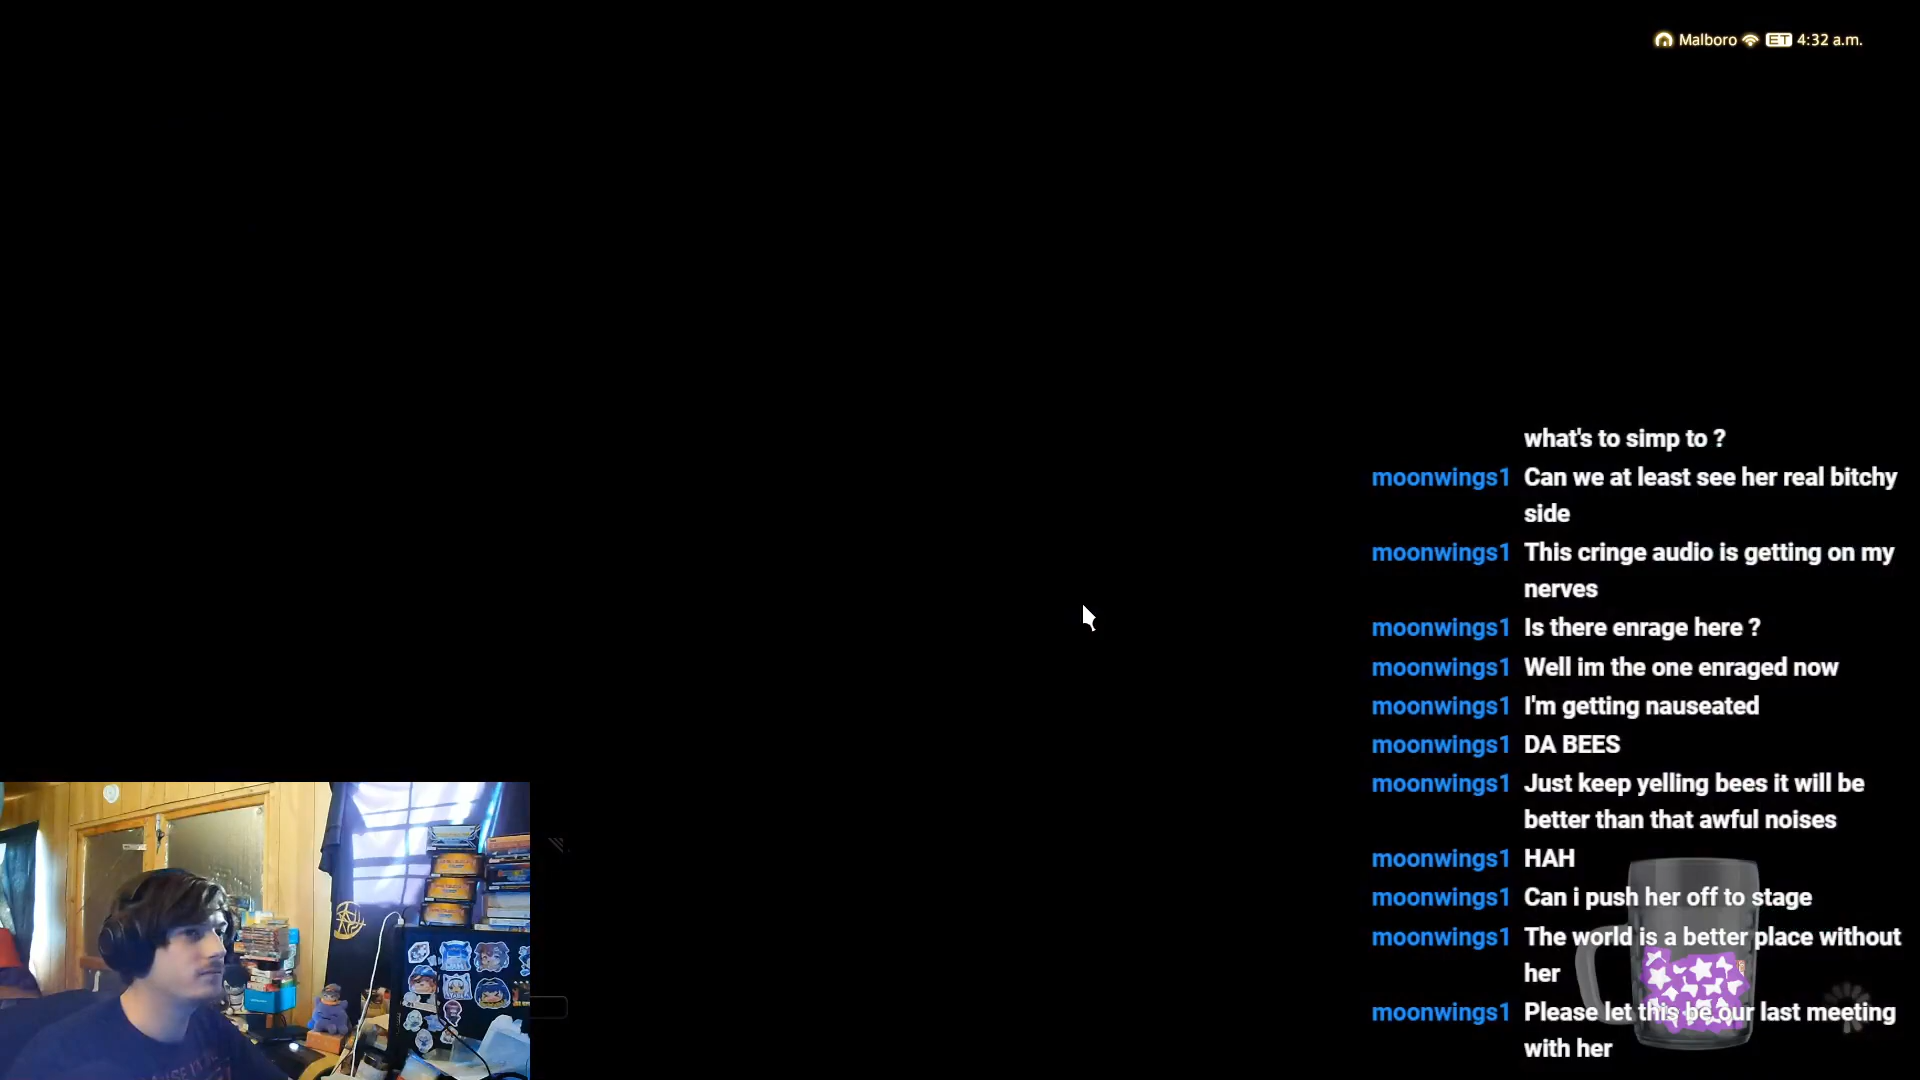 Malboro ET 4:32 a.m.
what's to simp to ?
moonwings1 Can we at least see her real bitchy
side
moonwings1 This cringe audio is getting on my
nerves
moonwings1 Is there enrage here ?
moonwings1 Well im the one enraged now
moonwings1 I'm getting nauseated
moonwings1 DA BEES
moonwings1 Just keep yelling bees it will be
better than that awful noises
moonwings1 HAH
moonwings1 Can i push her off to stage
moonwings1 The world is a better place without
her
moonwings1 Please let this be our last meeting
with her